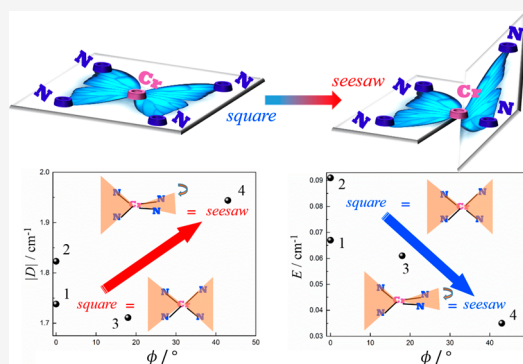 N
N
Cr
N
N
square
seesaw
N
N
Cr
N
N
|D| / cm⁻¹
2.0
1.9
1.8
1.7
0
10
20
30
40
50
ϕ / °
1
2
3
4
N
Cr
N
N
N
= seesaw
square =
N
N
Cr
N
N
E / cm⁻¹
0.09
0.08
0.07
0.06
0.05
0.04
0.03
0
10
20
30
40
ϕ / °
2
1
3
4
square =
N
N
Cr
N
N
N
Cr
N
N
N
= seesaw